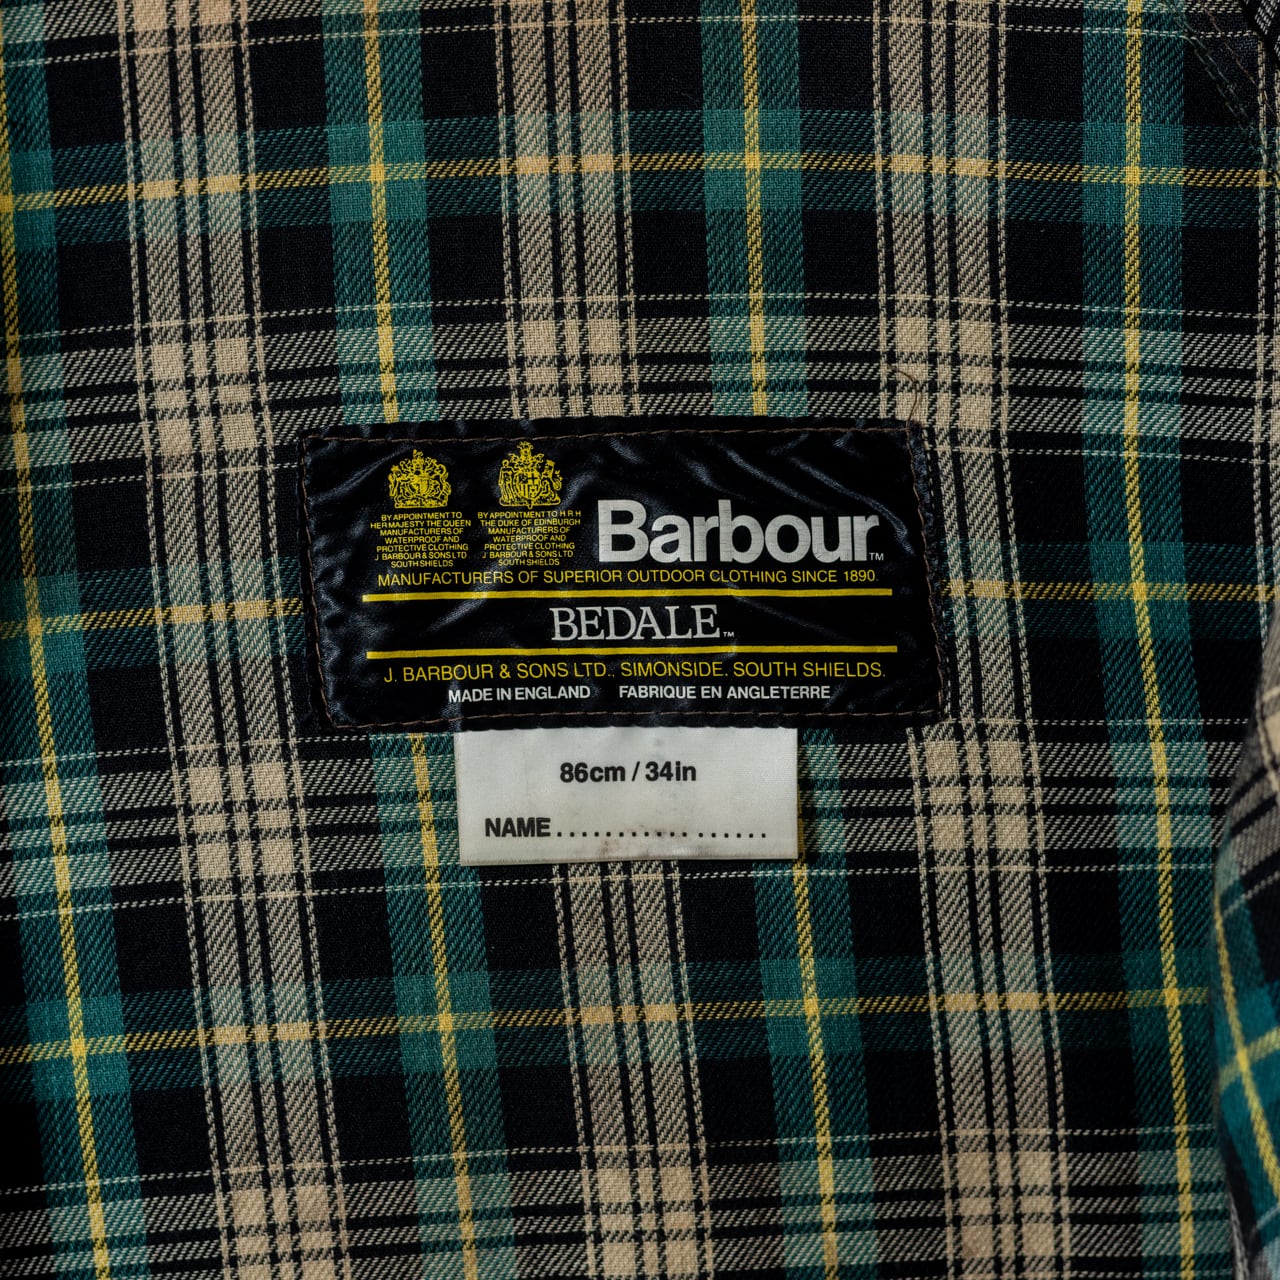 BY APPOINTMENT TO
HER MAJESTY THE QUEEN
MANUFACTURERS OF
WATERPROOF AND
PROTECTIVE CLOTHING
J BARBOUR & SONS LTD
SOUTH SHIELDS
BY APPOINTMENT TO H R H
THE DUKE OF EDINBURGH
MANUFACTURERS OF
WATERPROOF AND
PROTECTIVE CLOTHING
J BARBOUR & SONS LTD
SOUTH SHIELDS
Barbour™
MANUFACTURERS OF SUPERIOR OUTDOOR CLOTHING SINCE 1890.
BEDALE™
J. BARBOUR & SONS LTD., SIMONSIDE. SOUTH SHIELDS.
MADE IN ENGLAND FABRIQUE EN ANGLETERRE
86cm / 34in
NAME.................